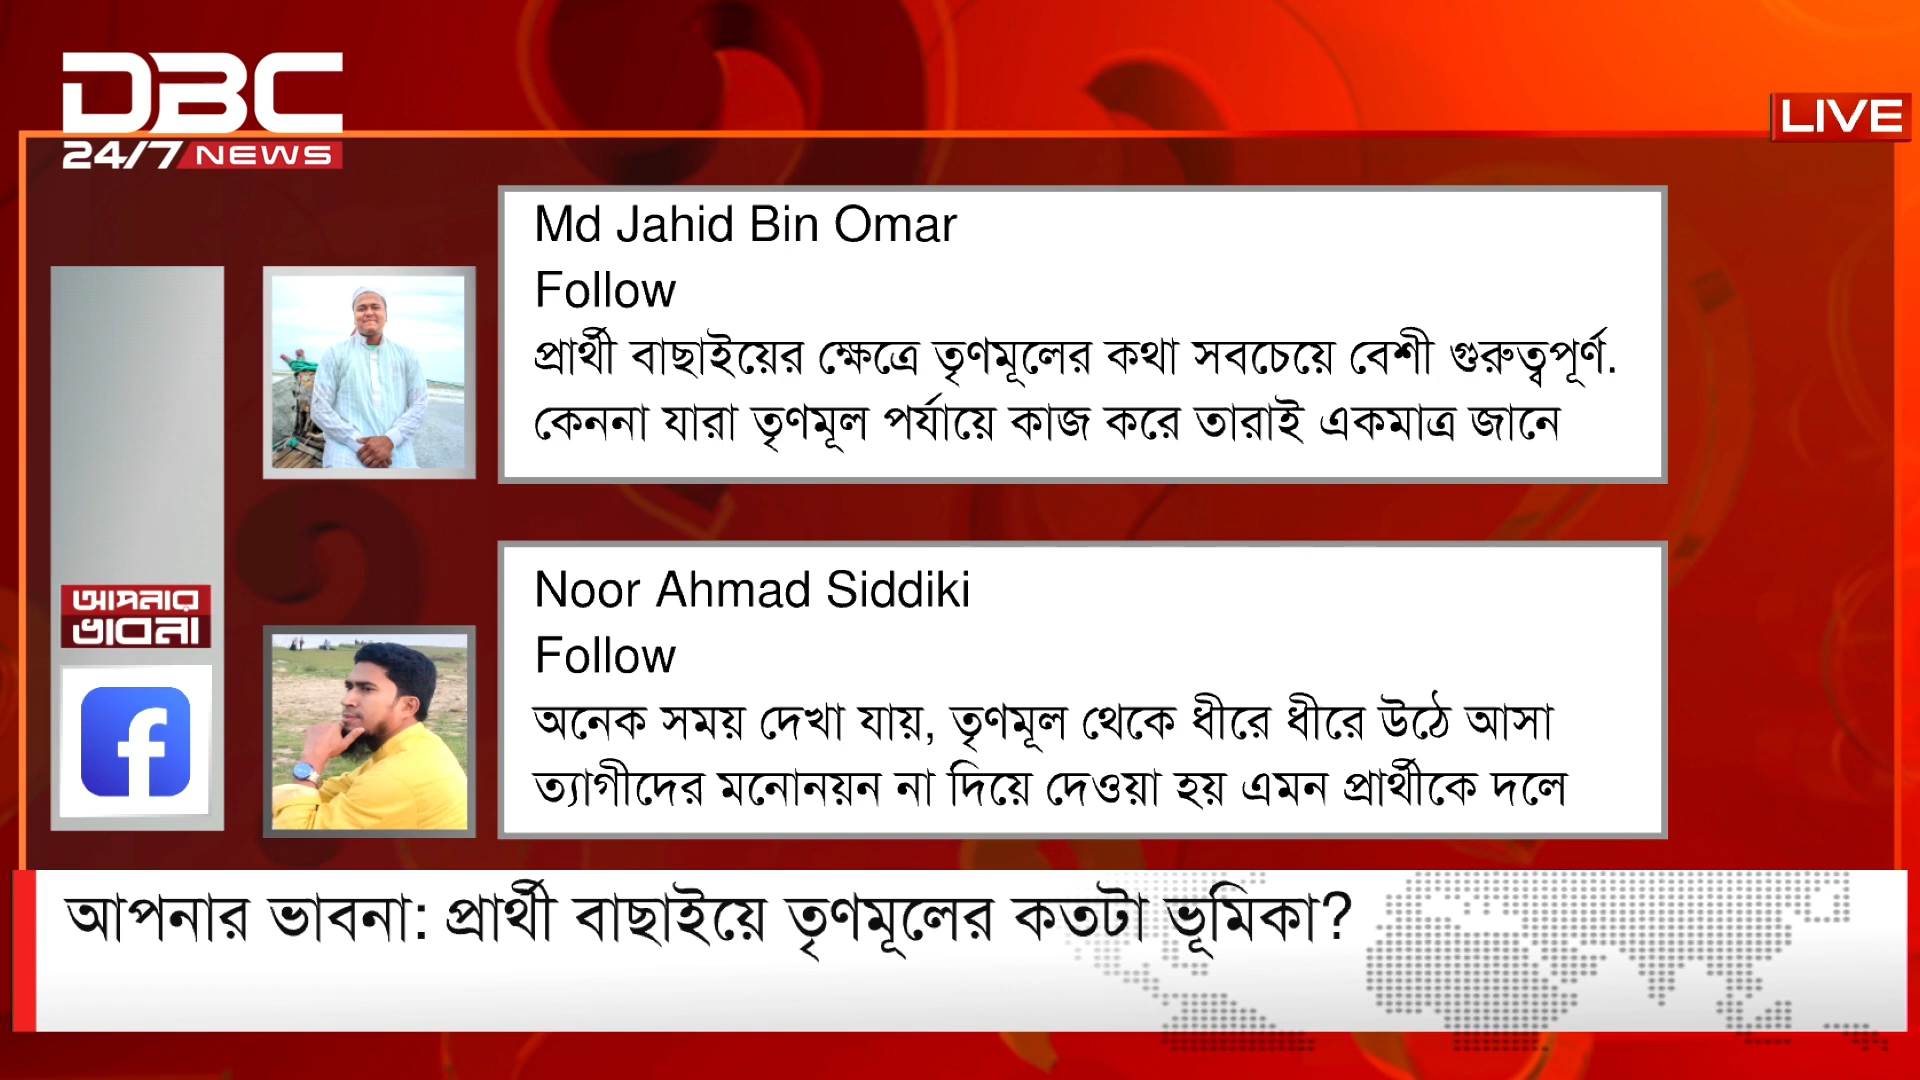 DBC
24/7 NEWS
LIVE
Md Jahid Bin Omar
Follow
প্রার্থী বাছাইয়ের ক্ষেত্রে তৃণমূলের কথা সবচেয়ে বেশী গুরুত্বপূর্ণ.
কেননা যারা তৃণমূল পর্যায়ে কাজ করে তারাই একমাত্র জানে
Noor Ahmad Siddiki
Follow
অনেক সময় দেখা যায়, তৃণমূল থেকে ধীরে ধীরে উঠে আসা
ত্যাগীদের মনোনয়ন না দিয়ে দেওয়া হয় এমন প্রার্থীকে দলে
আপনার
ভাবনা
f
আপনার ভাবনা: প্রার্থী বাছাইয়ে তৃণমূলের কতটা ভূমিকা?